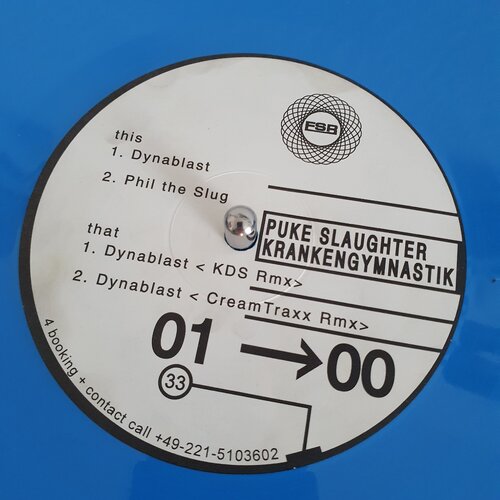 FSR
this
1. Dynablast
2. Phil the Slug
PUKE SLAUGHTER
KRANKENGYMNASTIK
that
1. Dynablast < KDS Rmx>
2. Dynablast < CreamTraxx Rmx>
01 → 00
33
4 booking + contact call +49-221-5103602